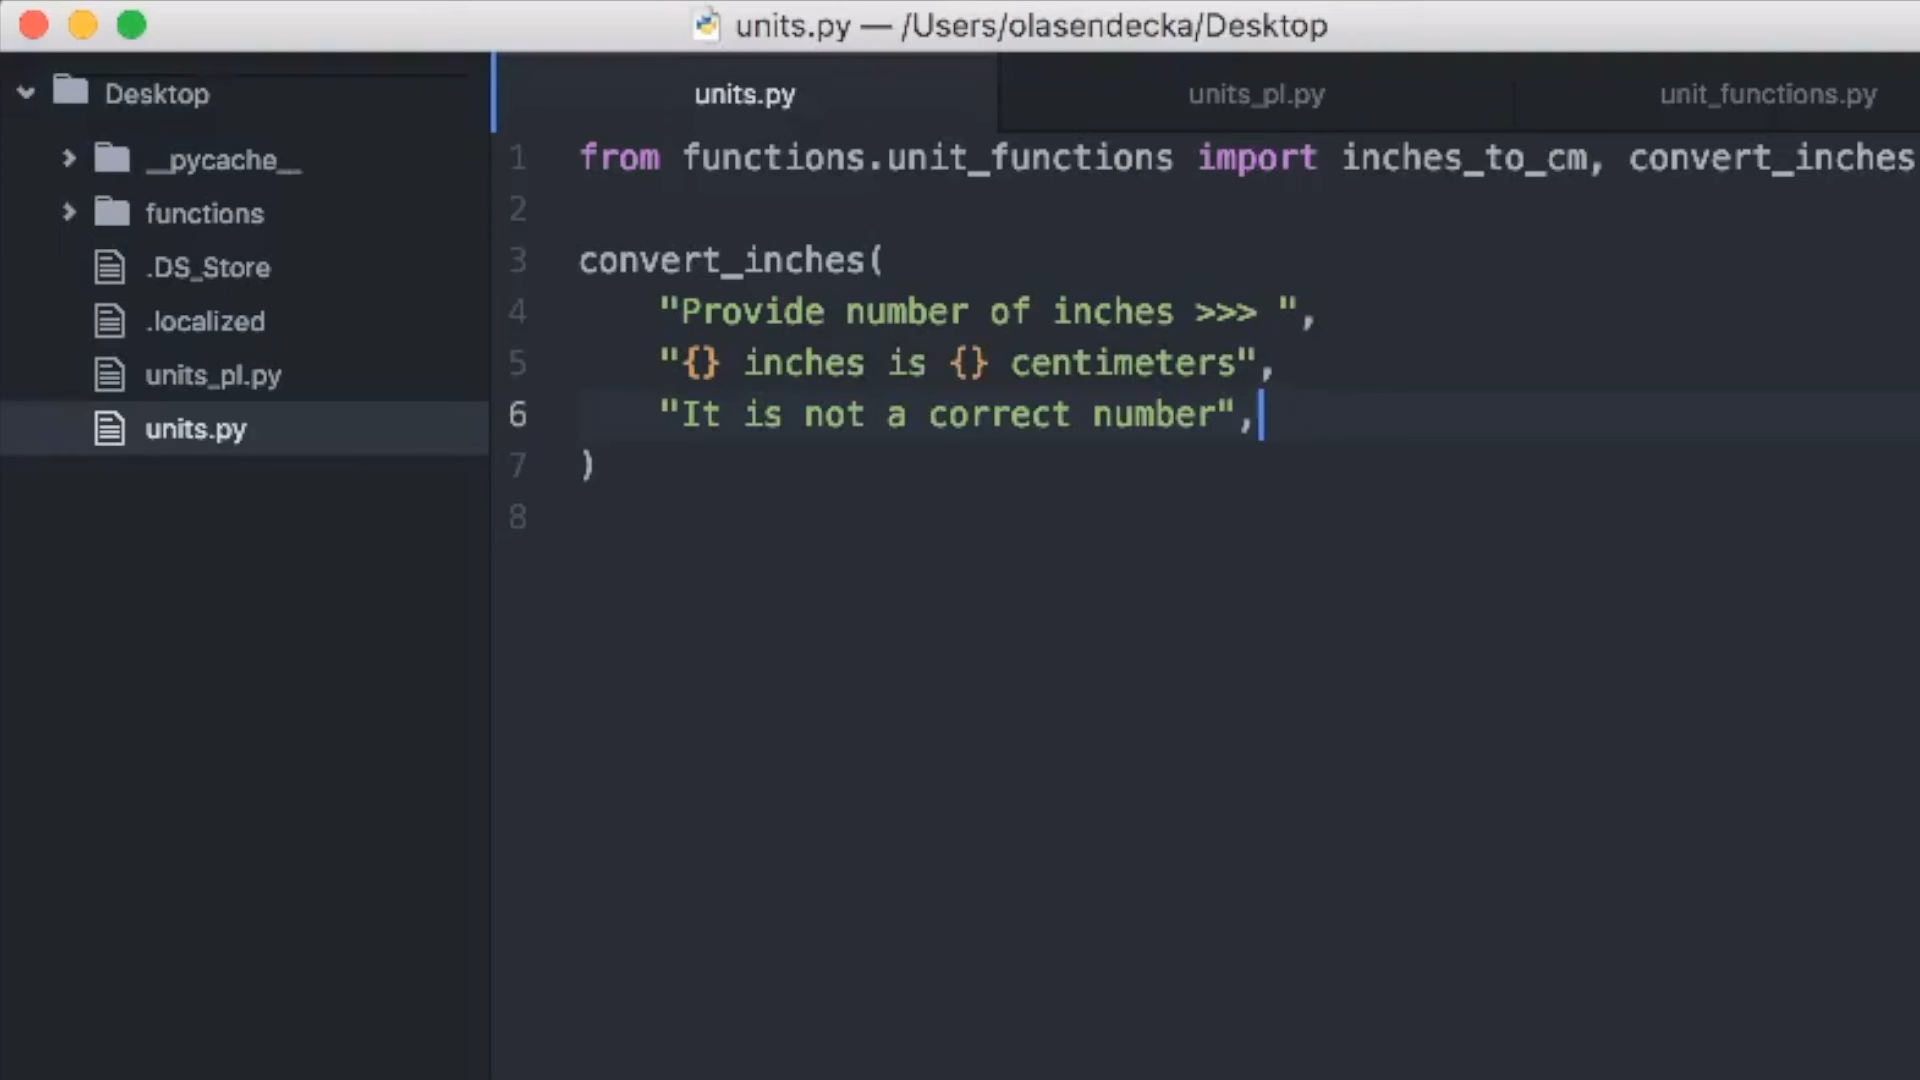 units.py — /Users/olasendecka/Desktop
Desktop
__pycache__
functions
.DS_Store
.localized
units_pl.py
units.py
units.py
units_pl.py
unit_functions.py
1 from functions.unit_functions import inches_to_cm, convert_inches
2
3 convert_inches(
4 "Provide number of inches >>> ",
5 "{} inches is {} centimeters",
6 "It is not a correct number",
7 )
8